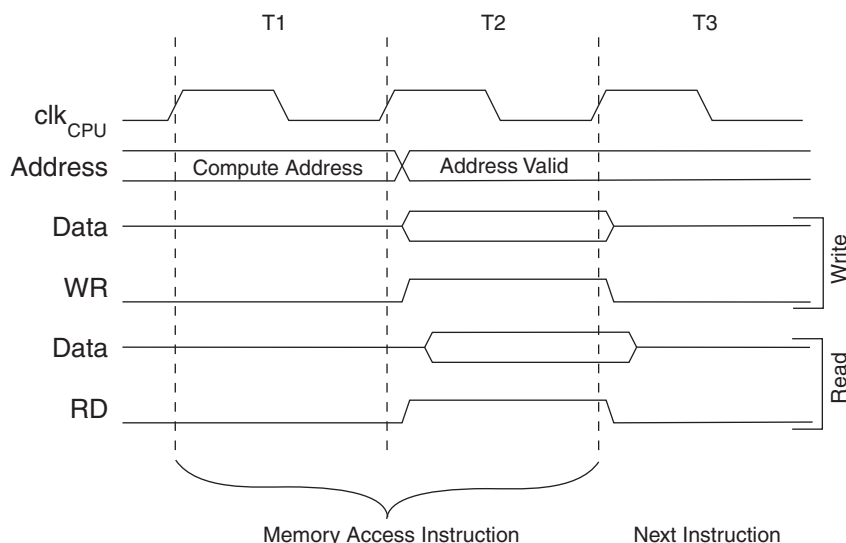 T1 T2 T3
clkCPU
Address Compute Address Address Valid
Data
WR
Write
Data
RD
Read
Memory Access Instruction Next Instruction